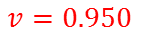 v = 0.950